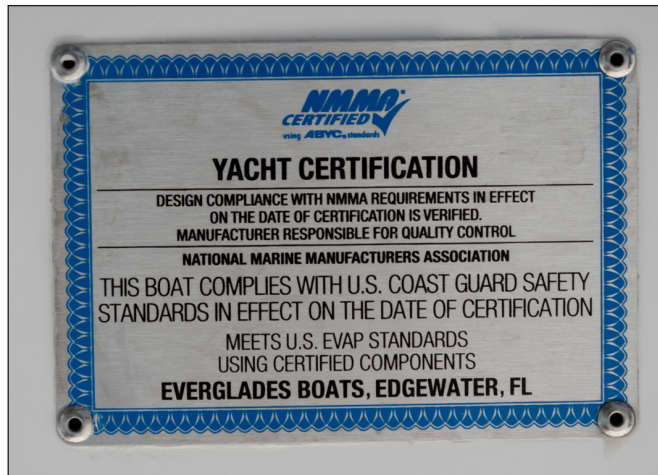 NMMA®
CERTIFIED
using ABYC® standards
YACHT CERTIFICATION
DESIGN COMPLIANCE WITH NMMA REQUIREMENTS IN EFFECT
ON THE DATE OF CERTIFICATION IS VERIFIED.
MANUFACTURER RESPONSIBLE FOR QUALITY CONTROL
NATIONAL MARINE MANUFACTURERS ASSOCIATION
THIS BOAT COMPLIES WITH U.S. COAST GUARD SAFETY
STANDARDS IN EFFECT ON THE DATE OF CERTIFICATION
MEETS U.S. EVAP STANDARDS
USING CERTIFIED COMPONENTS
EVERGLADES BOATS, EDGEWATER, FL